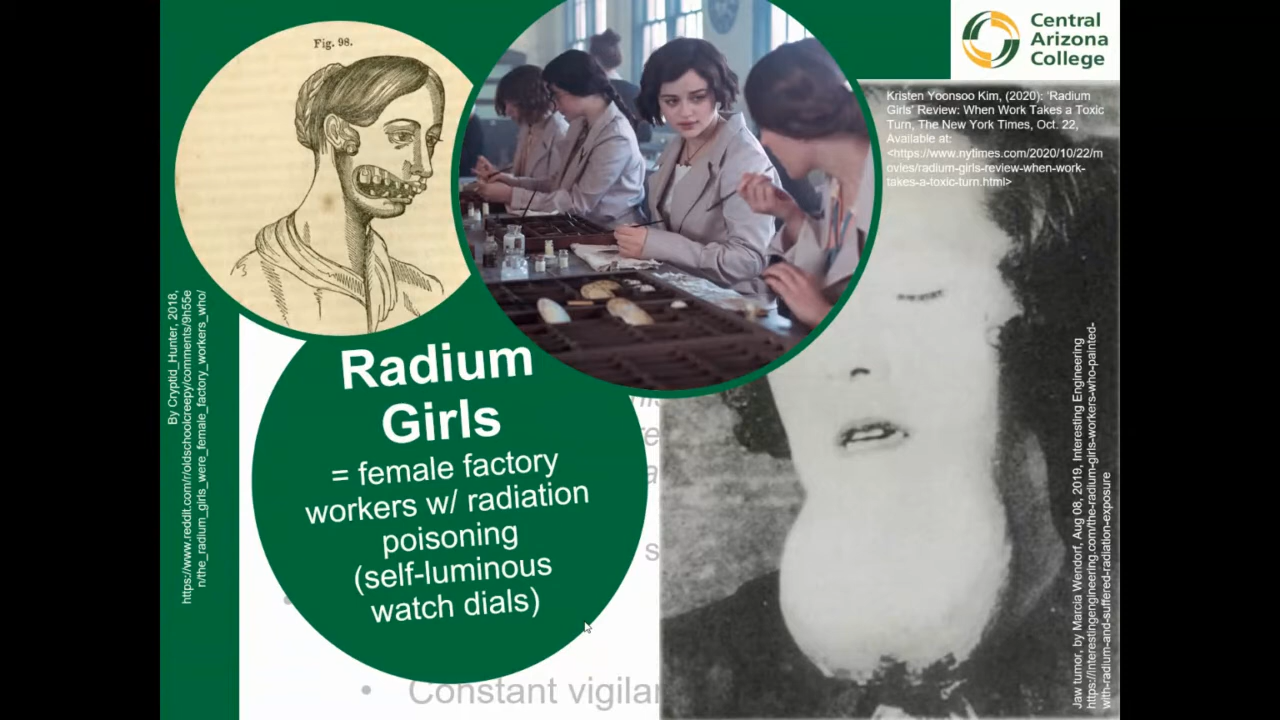 Fig. 98.
Central
Arizona
College
Kristen Yoonsoo Kim, (2020): 'Radium
Girls' Review: When Work Takes a Toxic
Turn, The New York Times, Oct. 22,
Available at:
<https://www.nytimes.com/2020/10/22/m
ovies/radium-girls-review-when-work-
takes-a-toxic-turn.html>
By Cryptid_Hunter, 2018,
https://www.reddit.com/r/oldschoolcreepy/comments/9h55e
n/the_radium_girls_were_female_factory_workers_who/
Radium
Girls
= female factory
workers w/ radiation
poisoning
(self-luminous
watch dials)
Constant
Jaw tumor, by Marcia Wendorf, Aug 08, 2019, Interesting Engineering
https://interestingengineering.com/the-radium-girls-workers-who-painted-
with-radium-and-suffered-radiation-exposure